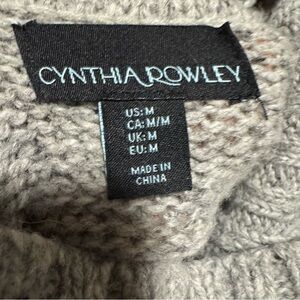 CYNTHIA ROWLEY
US: M
CA: M/M
UK: M
EU: M
MADE IN
CHINA